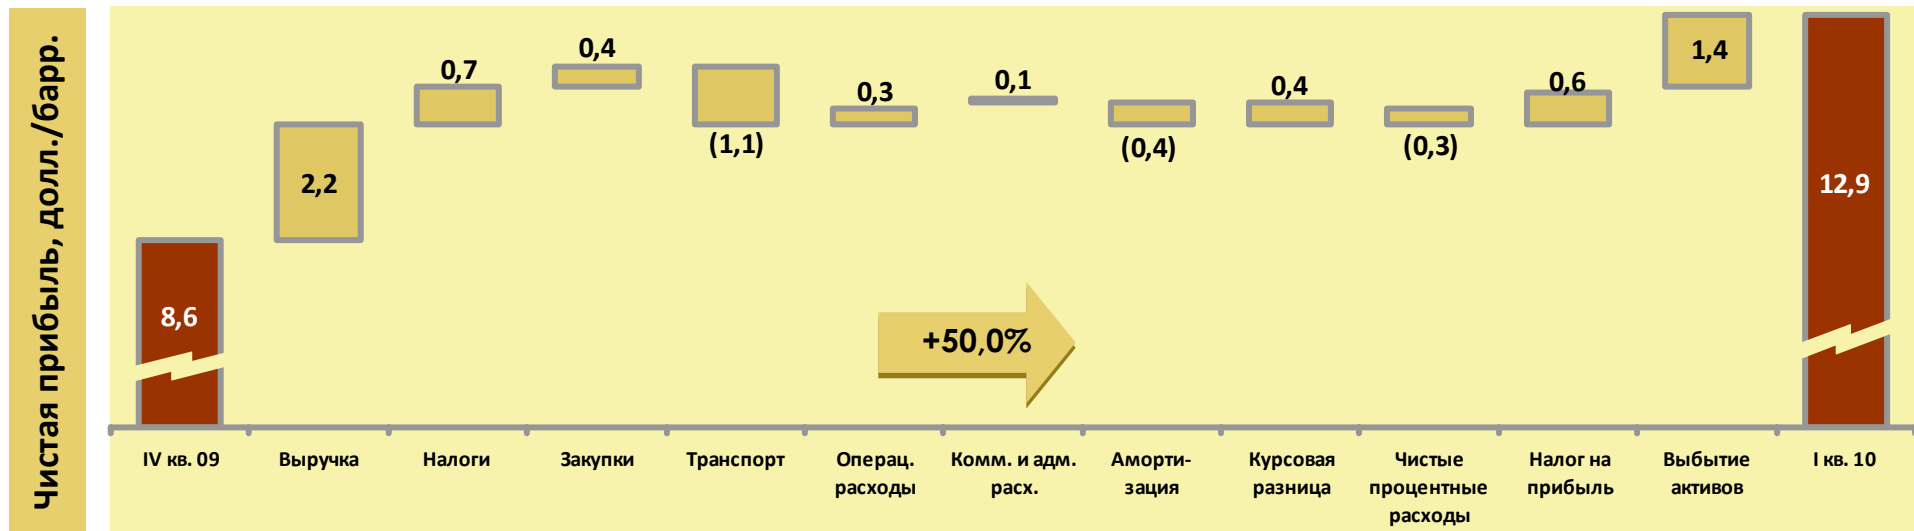 Чистая прибыль, долл./барр.
8,6
2,2
0,7
0,4
(1,1)
0,3
0,1
(0,4)
0,4
(0,3)
0,6
1,4
12,9
+50,0%
IV кв. 09
Выручка
Налоги
Закупки
Транспорт
Операц.
расходы
Комм. и адм.
расх.
Аморти-
зация
Курсовая
разница
Чистые
процентные
расходы
Налог на
прибыль
Выбытие
активов
I кв. 10